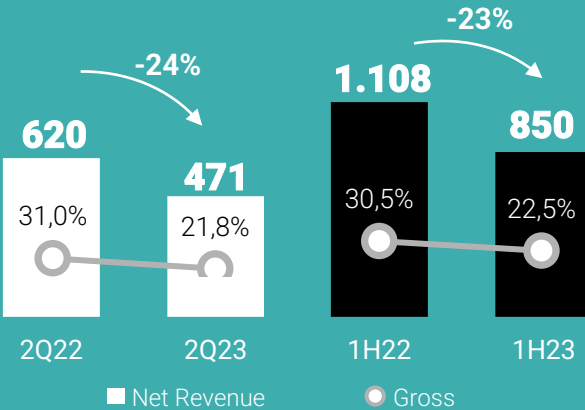 -24%
-23%
620
471
1.108
850
31,0%
21,8%
30,5%
22,5%
2Q22
2Q23
1H22
1H23
Net Revenue
Gross